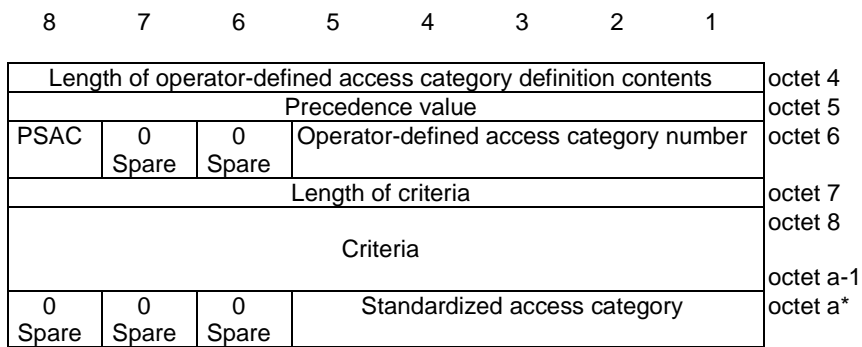 8 7 6 5 4 3 2 1
Length of operator-defined access category definition contents octet 4
Precedence value octet 5
PSAC 0 0 Operator-defined access category number octet 6
Spare Spare
Length of criteria octet 7
octet 8
Criteria
octet a-1
0 0 0 Standardized access category octet a*
Spare Spare Spare